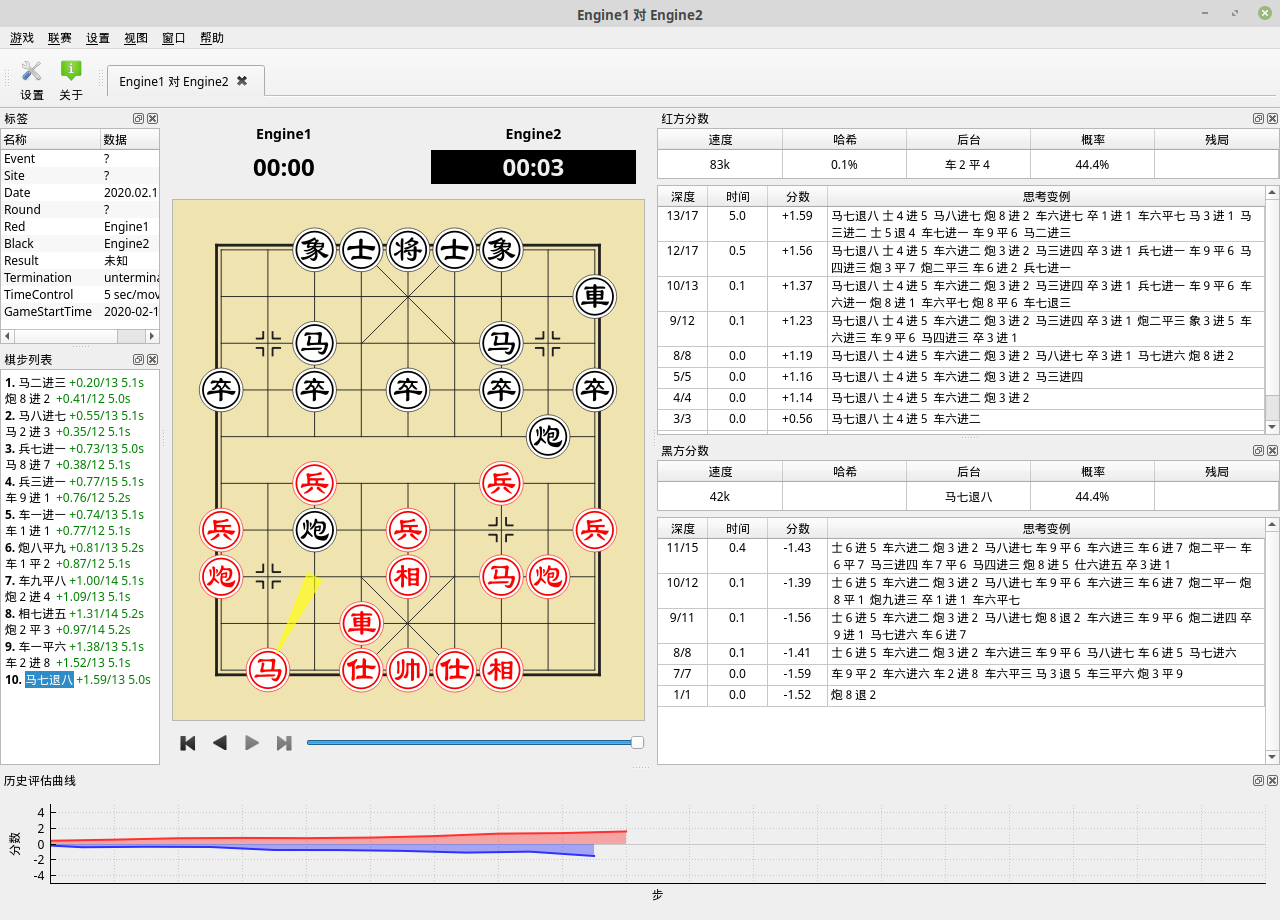 Engine1 对 Engine2
游戏 联赛 设置 视图 窗口 帮助
设置 关于
Engine1 对 Engine2
标签
名称 数据
Event ?
Site ?
Date 2020.02.1
Round ?
Red Engine1
Black Engine2
Result 未知
Termination untermina
TimeControl 5 sec/mov
GameStartTime 2020-02-1
棋步列表
1. 马二进三 +0.20/13 5.1s
炮８进２ +0.41/12 5.0s
2. 马八进七 +0.55/13 5.1s
马２进３ +0.35/12 5.1s
3. 兵七进一 +0.73/13 5.0s
马８进７ +0.38/12 5.1s
4. 兵三进一 +0.77/15 5.1s
车９进１ +0.76/12 5.2s
5. 车一进一 +0.74/13 5.1s
车１进１ +0.77/12 5.1s
6. 炮八平九 +0.81/13 5.2s
车１平２ +0.87/12 5.1s
7. 车九平八 +1.00/14 5.1s
炮２进４ +1.09/13 5.1s
8. 相七进五 +1.31/14 5.2s
炮２平３ +0.97/14 5.2s
9. 车一平六 +1.38/13 5.1s
车２进８ +1.52/13 5.1s
10. 马七退八 +1.59/13 5.0s
Engine1 Engine2
00:00 00:03
象 士 将 士 象
車
马 马
卒 卒 卒 卒 卒
炮
兵 兵
兵 炮 兵 兵
炮 相 马 炮
車
马 仕 帅 仕 相
红方分数
速度 哈希 后台 概率 残局
83k 0.1% 车２平４ 44.4%
深度 时间 分数 思考变例
13/17 5.0 +1.59 马七退八 士４进５ 马八进七 炮８进２ 车六进七 卒１进１ 车六平七 马３进１ 马
三进二 士５退４ 车七进一 车９平６ 马二进三
12/17 0.5 +1.56 马七退八 士４进５ 车六进二 炮３进２ 马三进四 卒３进１ 兵七进一 车９平６ 马
四进三 炮３平７ 炮二平三 车６进２ 兵七进一
10/13 0.1 +1.37 马七退八 士４进５ 车六进二 炮３进２ 马三进四 卒３进１ 兵七进一 车９平６ 车
六进一 炮８进１ 车六平七 炮８平６ 车七退三
9/12 0.1 +1.23 马七退八 士４进５ 车六进二 炮３进２ 马三进四 卒３进１ 炮二平三 象３进５ 车
六进三 车９平６ 马四进三 卒３进１
8/8 0.0 +1.19 马七退八 士４进５ 车六进二 炮３进２ 马八进七 卒３进１ 马七进六 炮８进２
5/5 0.0 +1.16 马七退八 士４进５ 车六进二 炮３进２ 马三进四
4/4 0.0 +1.14 马七退八 士４进５ 车六进二 炮３进２
3/3 0.0 +0.56 马七退八 士４进５ 车六进二
黑方分数
速度 哈希 后台 概率 残局
42k 马七退八 44.4%
深度 时间 分数 思考变例
11/15 0.4 -1.43 士６进５ 车六进二 炮３进２ 马八进七 车９平６ 车六进三 车６进７ 炮二平一 车
６平７ 马三进四 车７平６ 马四进三 炮８进５ 仕六进五 卒３进１
10/12 0.1 -1.39 士６进５ 车六进二 炮３进２ 马八进七 车９平６ 车六进三 车６进７ 炮二平一 炮
８平１ 炮九进三 卒１进１ 车六平七
9/11 0.1 -1.56 士６进５ 车六进二 炮３进２ 马八进七 炮８退２ 车六进三 车９平６ 炮二进四 卒
９进１ 马七进六 车６进７
8/8 0.1 -1.41 士６进５ 车六进二 炮３平２ 车六进三 车９平６ 马八进七 车６进５ 马七进六
7/7 0.0 -1.59 车９平２ 车六进六 车２进８ 车六平三 马３退５ 车三平六 炮３平９
1/1 0.0 -1.52 炮８退２
历史评估曲线
分数
4
2
0
-2
-4
步